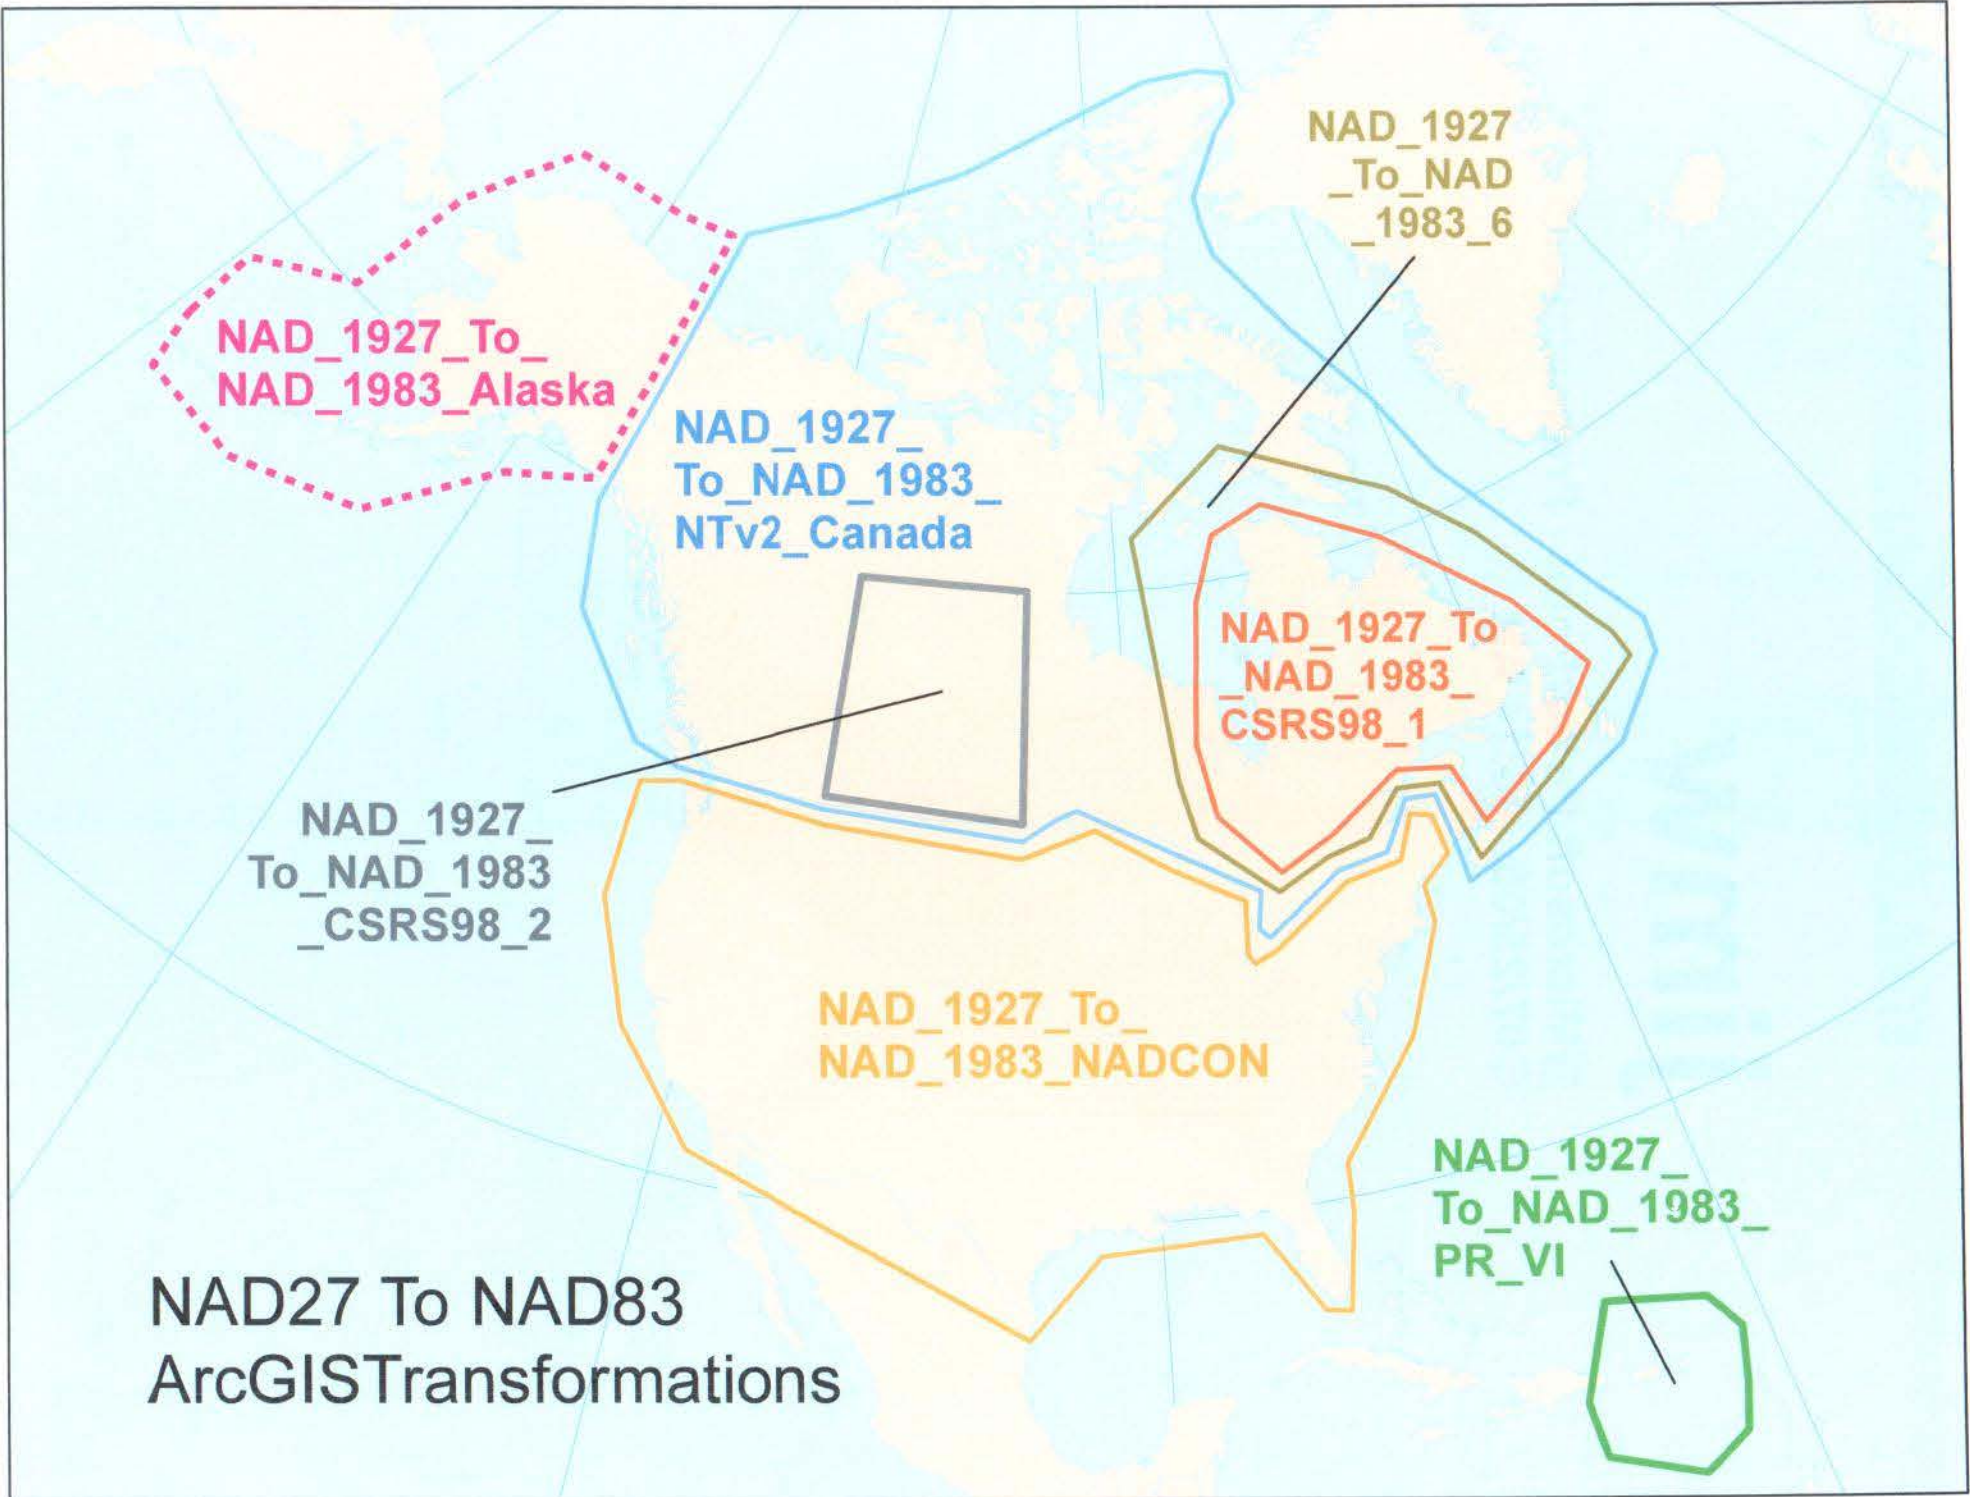 NAD_1927
_To_NAD
_1983_6
NAD_1927_To_
NAD_1983_Alaska
NAD_1927_
To_NAD_1983_
NTv2_Canada
NAD_1927_To
_NAD_1983_
CSRS98_1
NAD_1927_
To_NAD_1983
_CSRS98_2
NAD_1927_To_
NAD_1983_NADCON
NAD_1927_
To_NAD_1983_
PR_VI
NAD27 To NAD83
ArcGISTransformations